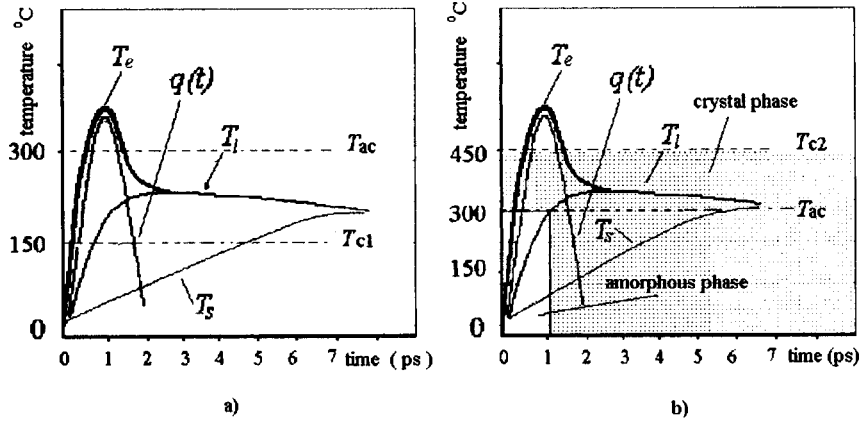 temperature °C
300
150
0
T_e
q(t)
T_l
T_ac
T_c1
T_s
0 1 2 3 4 5 6 7 time ( ps )
a)
temperature °C
450
300
150
0
T_e
q(t)
crystal phase
T_l
T_c2
T_ac
T_s
amorphous phase
0 1 2 3 4 5 6 7 time (ps)
b)